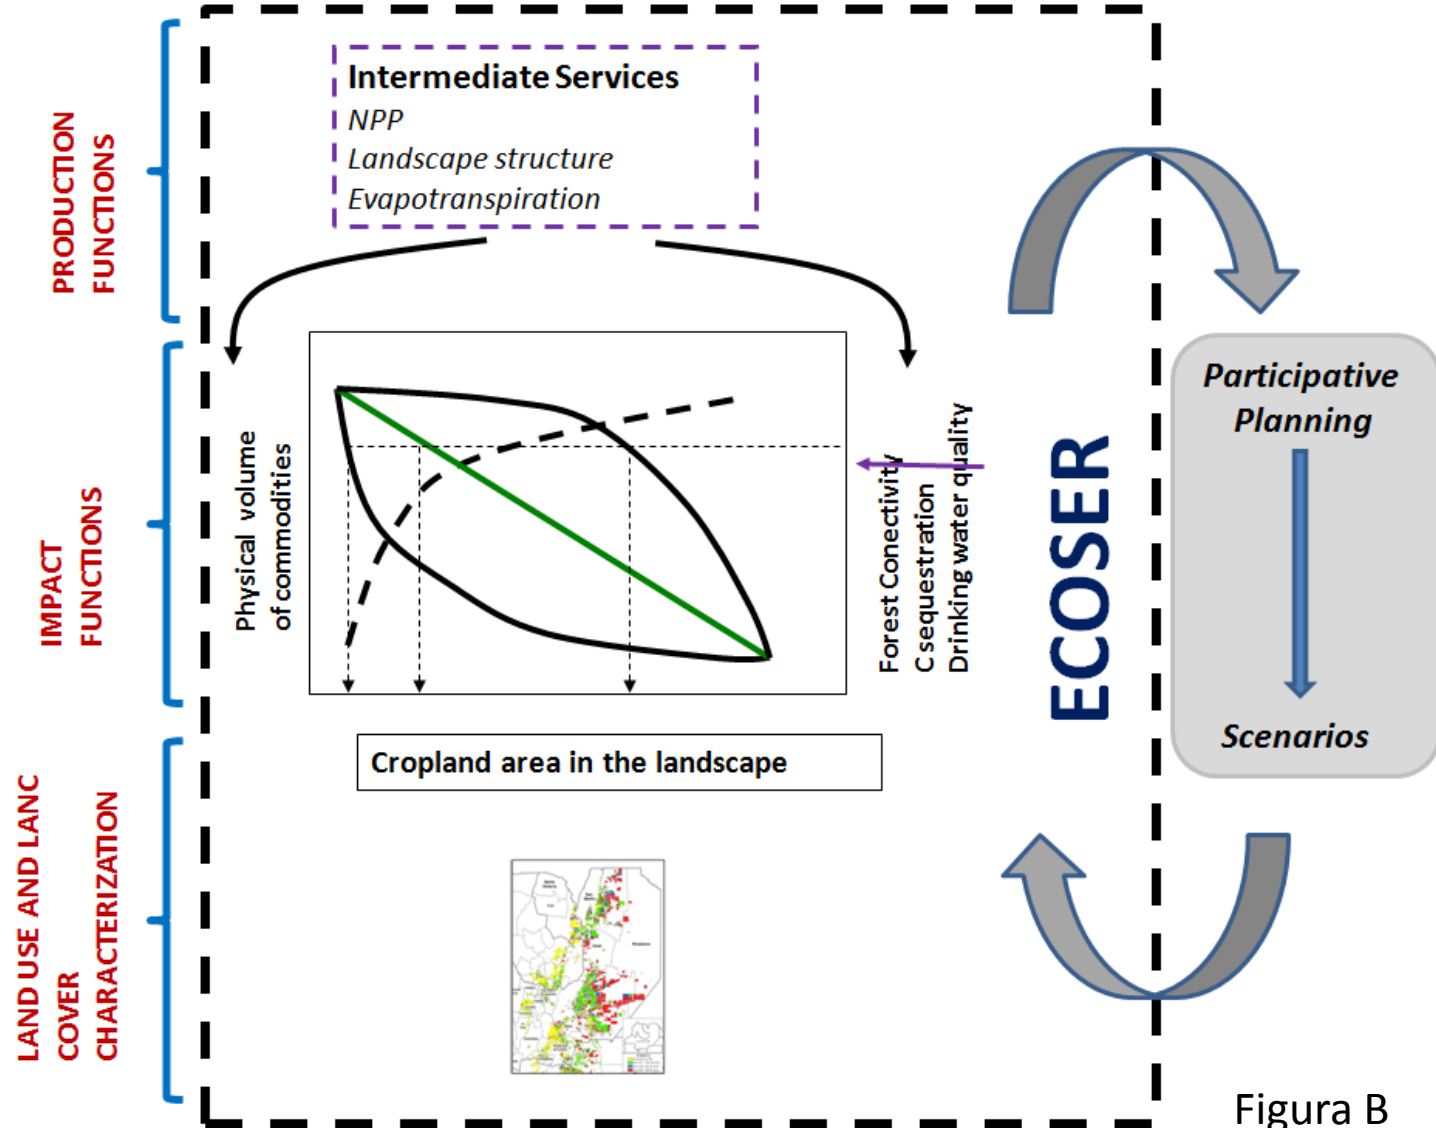 PRODUCTION
FUNCTIONS
Intermediate Services
NPP
Landscape structure
Evapotranspiration
IMPACT
FUNCTIONS
Physical volume
of commodities
Forest Conectivity
C sequestration
Drinking water quality
ECOSER
Participative
Planning
Scenarios
Cropland area in the landscape
LAND USE AND LANC
COVER
CHARACTERIZATION
Figura B